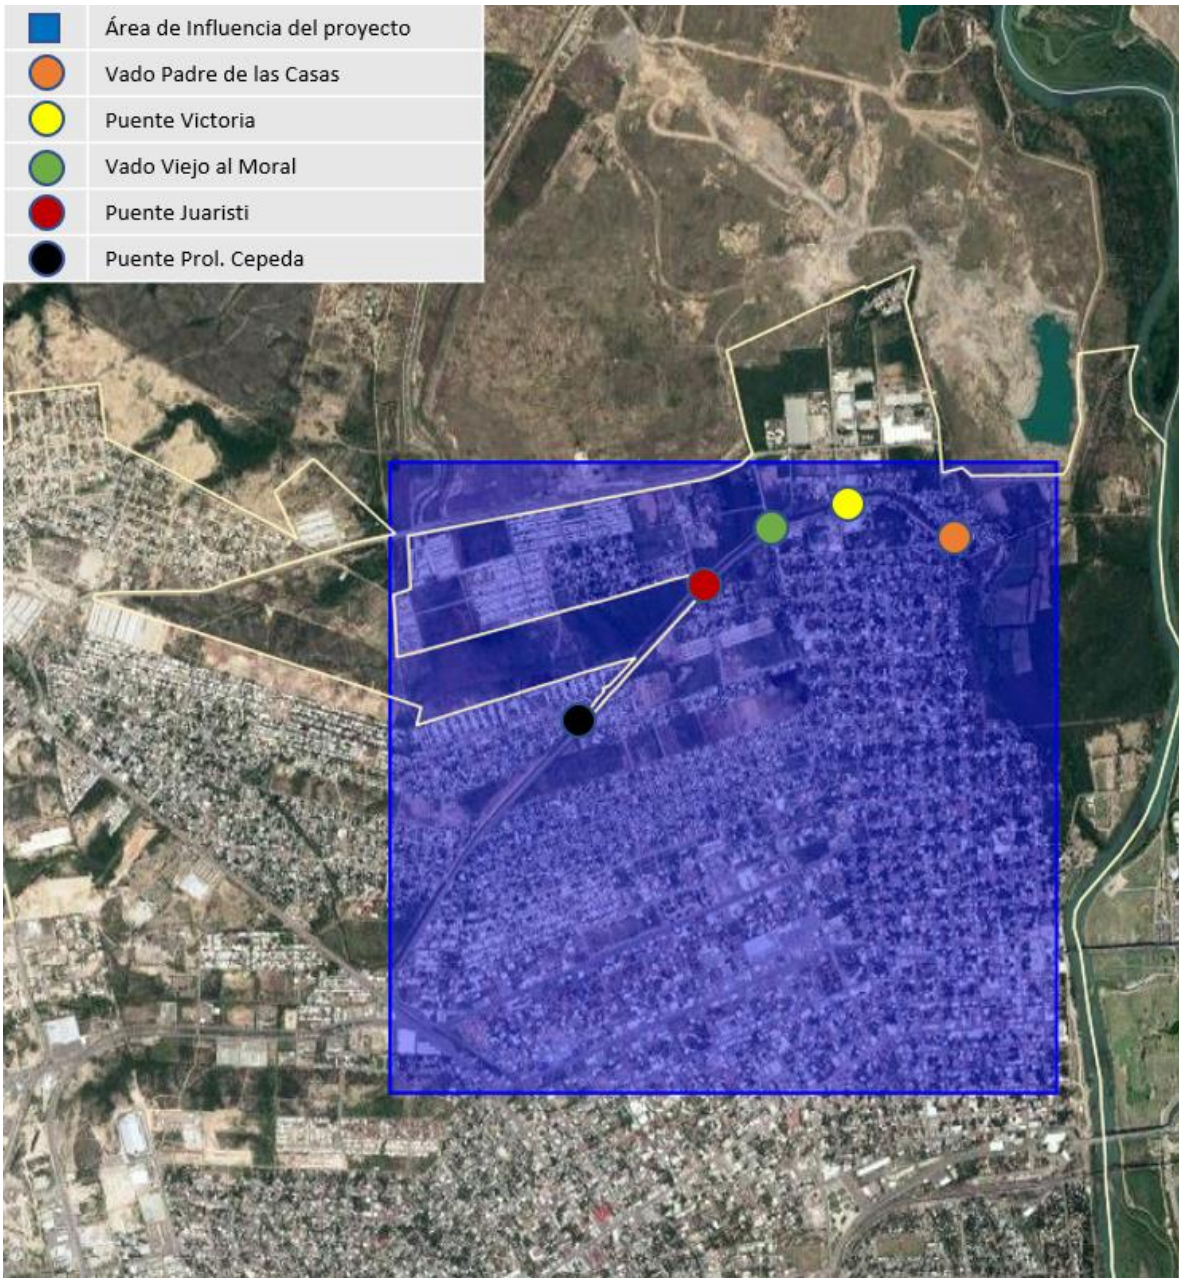 Área de Influencia del proyecto
Vado Padre de las Casas
Puente Victoria
Vado Viejo al Moral
Puente Juaristi
Puente Prol. Cepeda